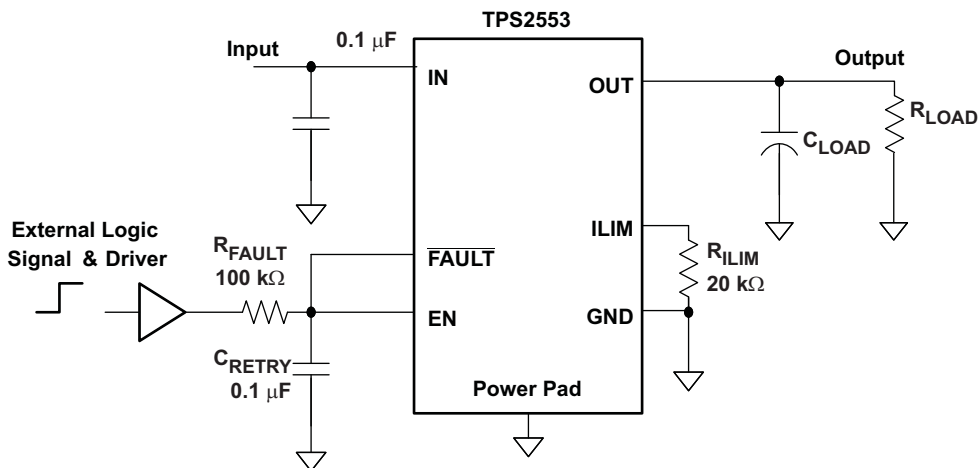 TPS2553
Input
0.1 μF
IN
OUT
Output
R_LOAD
C_LOAD
External Logic
Signal & Driver
R_FAULT
100 kΩ
F̅A̅U̅L̅T̅
ILIM
R_ILIM
20 kΩ
EN
GND
C_RETRY
0.1 μF
Power Pad